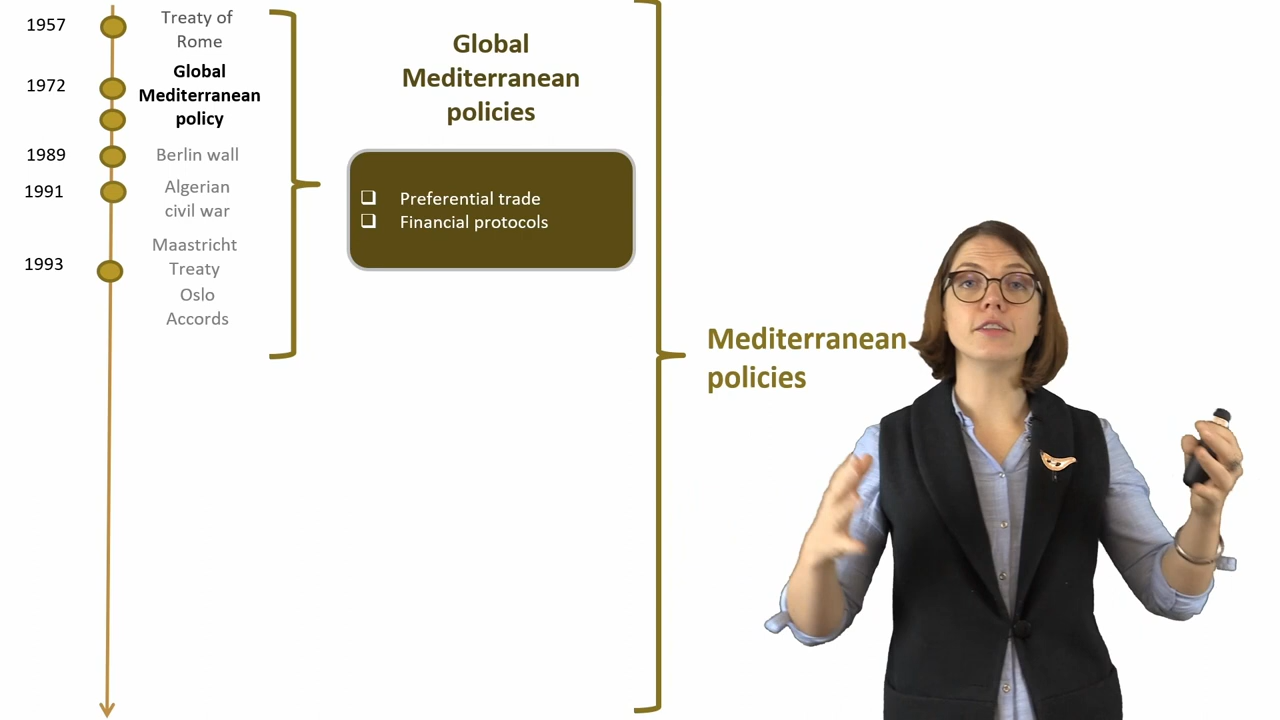 1957
Treaty of
Rome
1972
Global
Mediterranean
policy
1989
Berlin wall
1991
Algerian
civil war
1993
Maastricht
Treaty
Oslo
Accords
Global
Mediterranean
policies
Preferential trade
Financial protocols
Mediterranean
policies